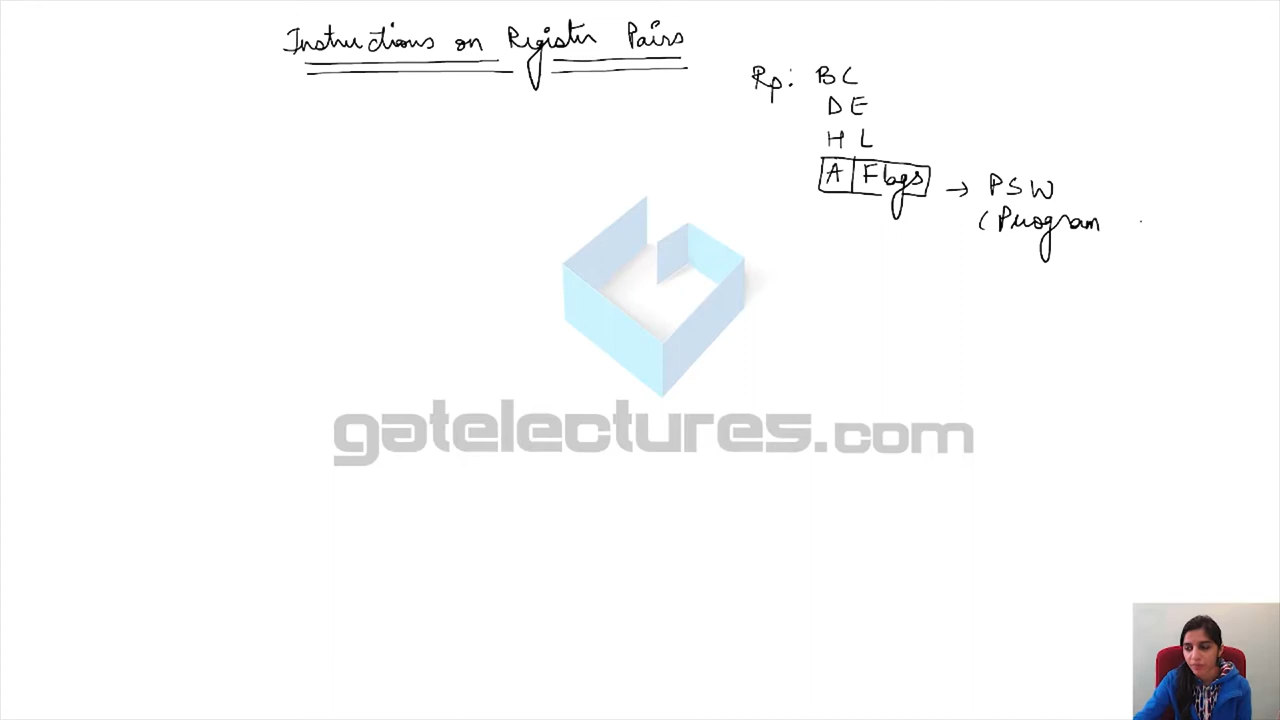 Instructions on Register Pairs
Rp: BC
DE
HL
A Flags → PSW
(Program
gatelectures.com